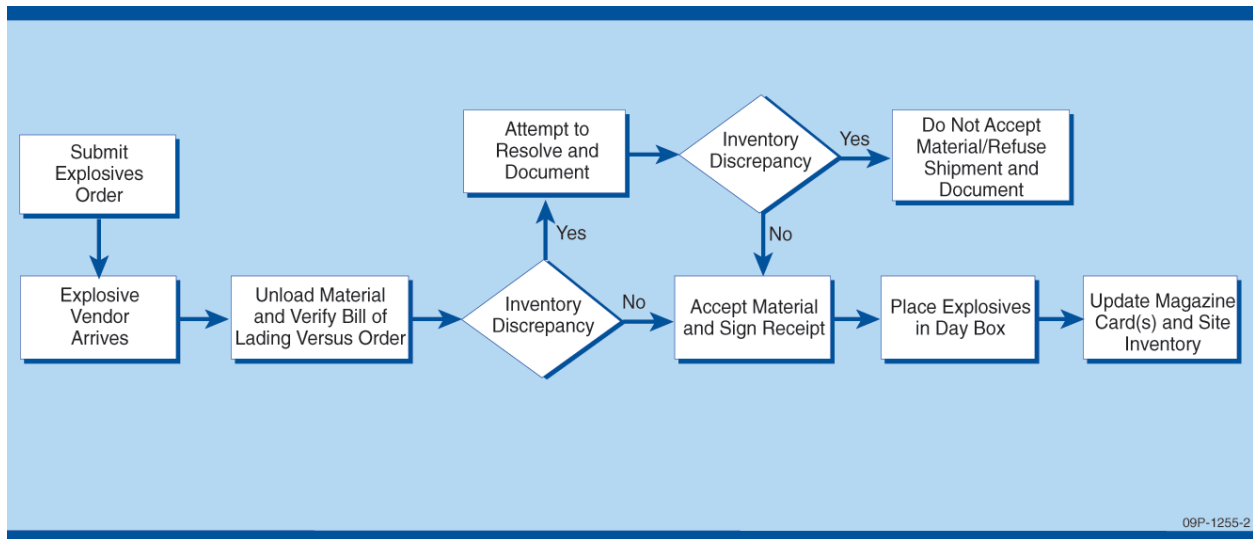 Submit
Explosives
Order
Explosive
Vendor
Arrives
Unload Material
and Verify Bill of
Lading Versus Order
Inventory
Discrepancy
Yes
No
Attempt to
Resolve and
Document
Inventory
Discrepancy
Yes
No
Do Not Accept
Material/Refuse
Shipment and
Document
Accept Material
and Sign Receipt
Place Explosives
in Day Box
Update Magazine
Card(s) and Site
Inventory
09P-1255-2